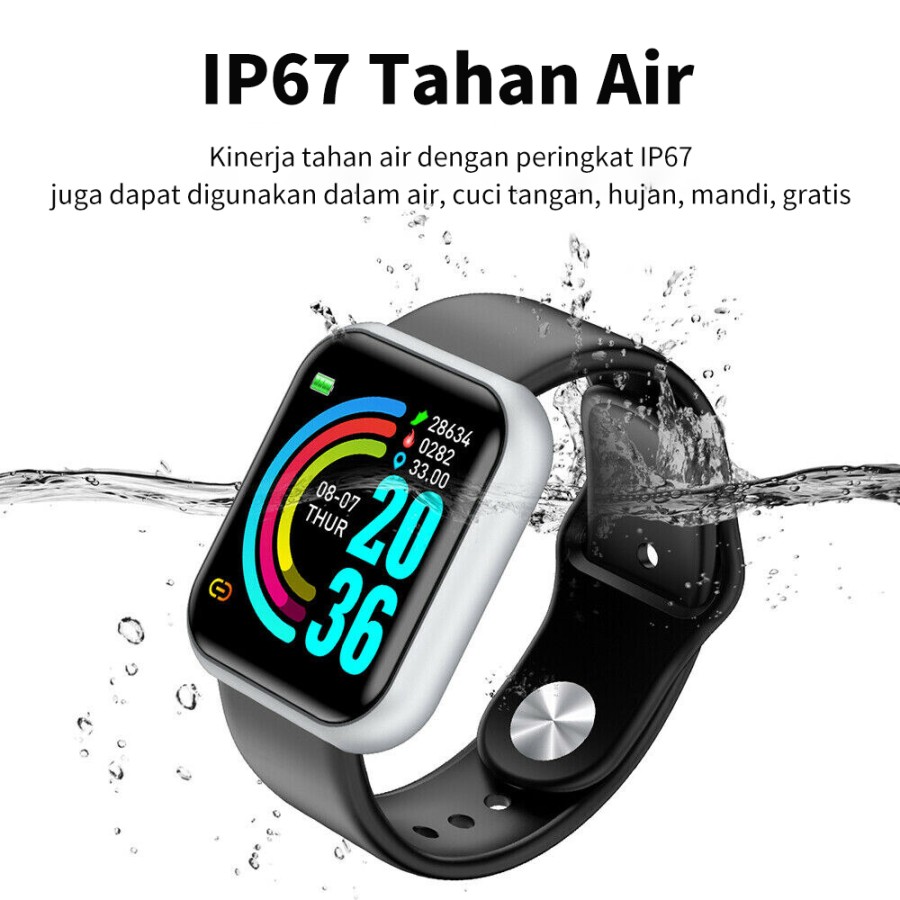 IP67 Tahan Air
Kinerja tahan air dengan peringkat IP67
juga dapat digunakan dalam air, cuci tangan, hujan, mandi, gratis
28634
0282
33.00
08-07
THUR
20
36